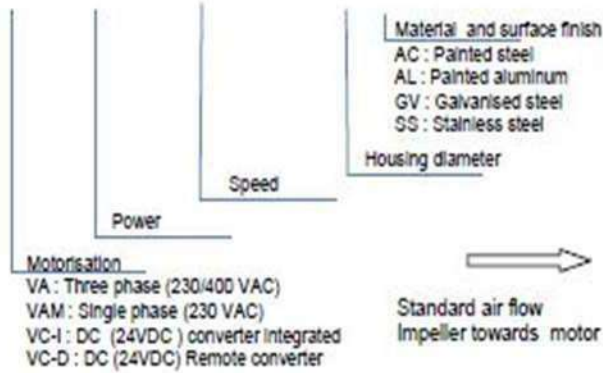 Material and surface finish
AC : Painted steel
AL : Painted aluminum
GV : Galvanised steel
SS : Stainless steel
Housing diameter
Speed
Power
Motorisation
VA : Three phase (230/400 VAC)
VAM : Single phase (230 VAC)
VC-I : DC (24VDC ) converter integrated
VC-D : DC (24VDC) Remote converter
Standard air flow
Impeller towards motor